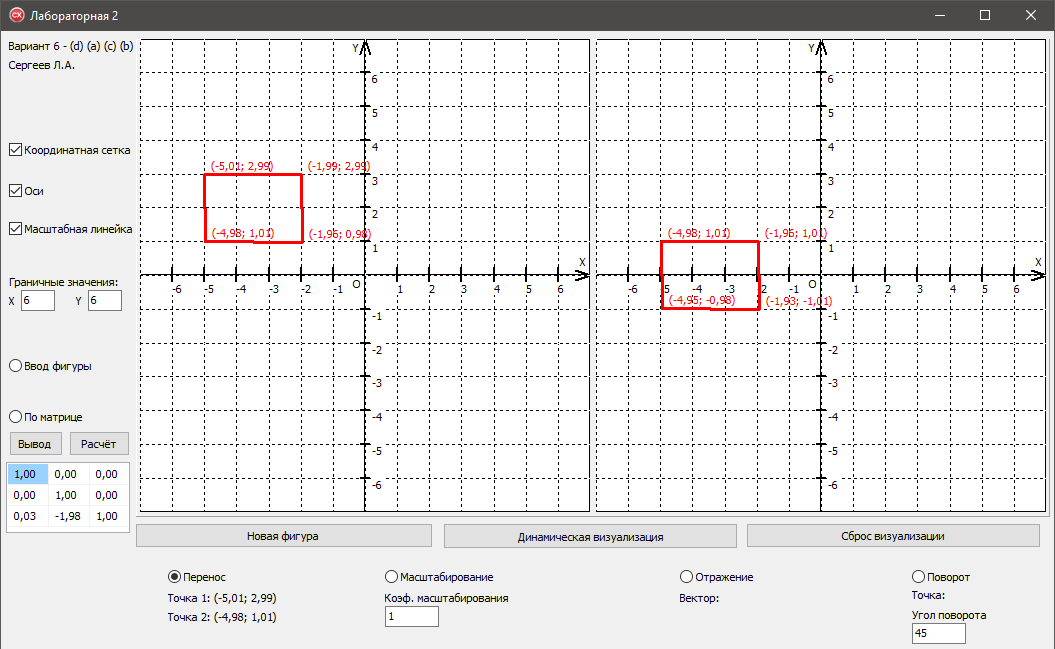 Лабораторная 2
Вариант 6 - (d) (a) (c) (b)
Сергеев Л.А.
Координатная сетка
Оси
Масштабная линейка
Граничные значения:
X 6 Y 6
Ввод фигуры
По матрице
Вывод Расчёт
1,00 0,00 0,00
0,00 1,00 0,00
0,03 -1,98 1,00
Y
6
5
4
(-5,01; 2,99) (-1,99; 2,99)
3
2
(-4,98; 1,01) (-1,96; 0,98)
1
X
-6 -5 -4 -3 -2 -1 O 1 2 3 4 5 6
-1
-2
-3
-4
-5
-6
Y
6
5
4
3
2
(-4,98; 1,01) (-1,96; 1,01)
1
X
-6 -5 -4 -3 -2 -1 O 1 2 3 4 5 6
(-4,95; -0,98) (-1,93; -1,01)
-1
-2
-3
-4
-5
-6
Новая фигура Динамическая визуализация Сброс визуализации
Перенос
Точка 1: (-5,01; 2,99)
Точка 2: (-4,98; 1,01)
Масштабирование
Коэф. масштабирования
1
Отражение
Вектор:
Поворот
Точка:
Угол поворота
45